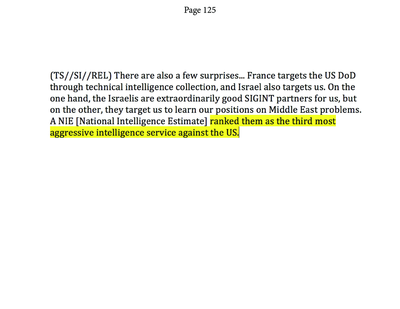 Page 125
(TS//SI//REL) There are also a few surprises... France targets the US DoD
through technical intelligence collection, and Israel also targets us. On the
one hand, the Israelis are extraordinarily good SIGINT partners for us, but
on the other, they target us to learn our positions on Middle East problems.
A NIE [National Intelligence Estimate] ranked them as the third most
aggressive intelligence service against the US.